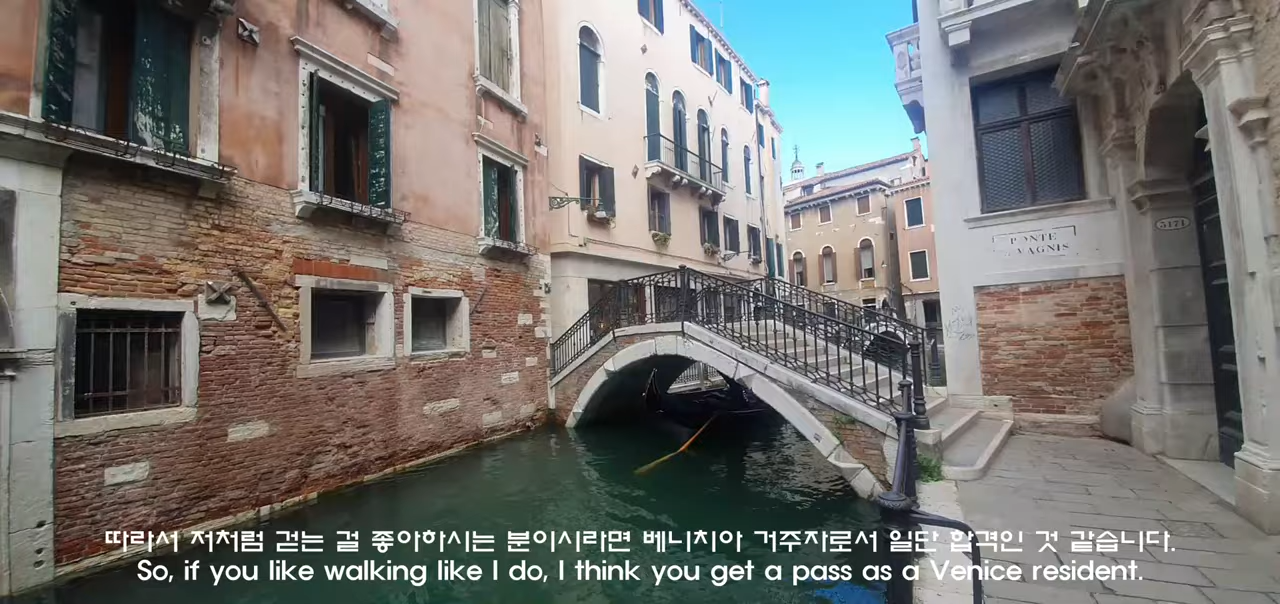 PONTE
5171
따라서 저처럼 걷는 걸 좋아하시는 분이시라면 베니치아 거주자로서 일단 합격인 것 같습니다.
So, if you like walking like I do, I think you get a pass as a Venice resident.